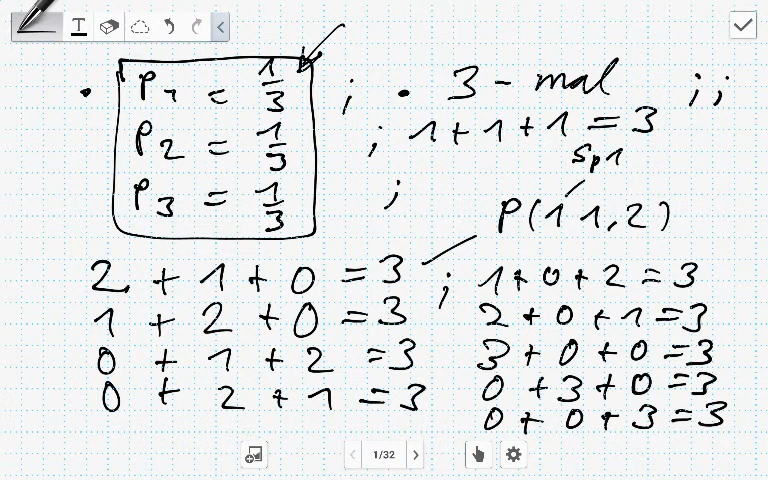 T
• P1 = 1/3 ; • 3 - mal ;;
; 1 + 1 + 1 = 3
P2 = 1/3
Sp1
P3 = 1/3 ;
P(1 1, 2)
2 + 1 + 0 = 3 ; 1 + 0 + 2 = 3
1 + 2 + 0 = 3 2 + 0 + 1 = 3
0 + 1 + 2 = 3 3 + 0 + 0 = 3
0 + 2 + 1 = 3 0 + 3 + 0 = 3
0 + 0 + 3 = 3
1/32